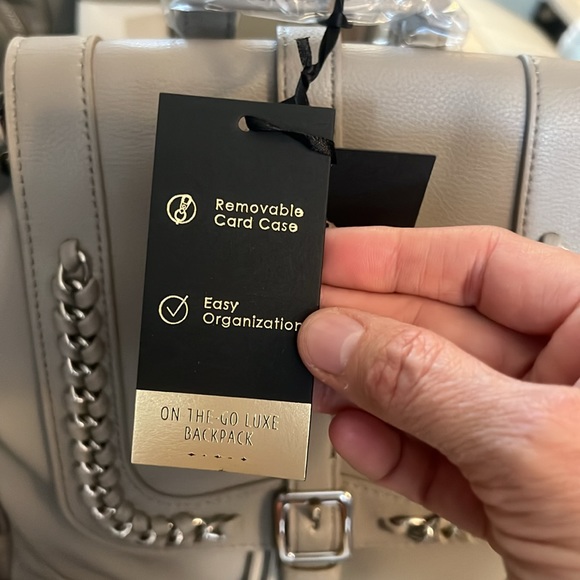 Removable
Card Case
Easy
Organization
ON THE GO LUXE
BACKPACK